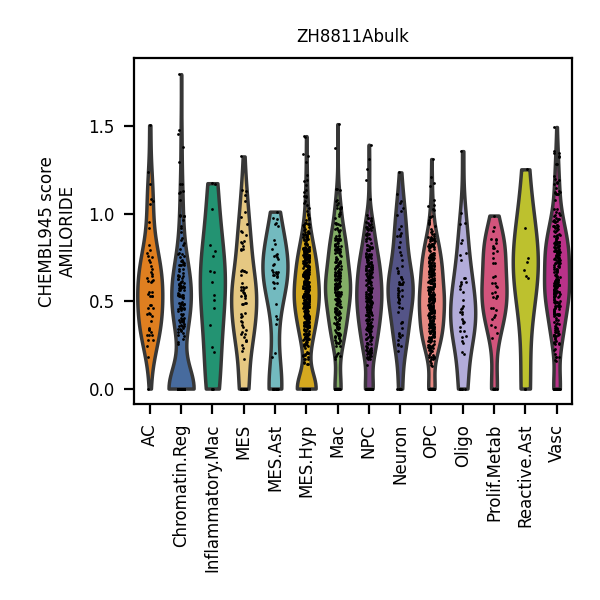 ZH8811Abulk
CHEMBL945 score
AMILORIDE
1.5
1.0
0.5
0.0
AC
Chromatin.Reg
Inflammatory.Mac
MES
MES.Ast
MES.Hyp
Mac
NPC
Neuron
OPC
Oligo
Prolif.Metab
Reactive.Ast
Vasc